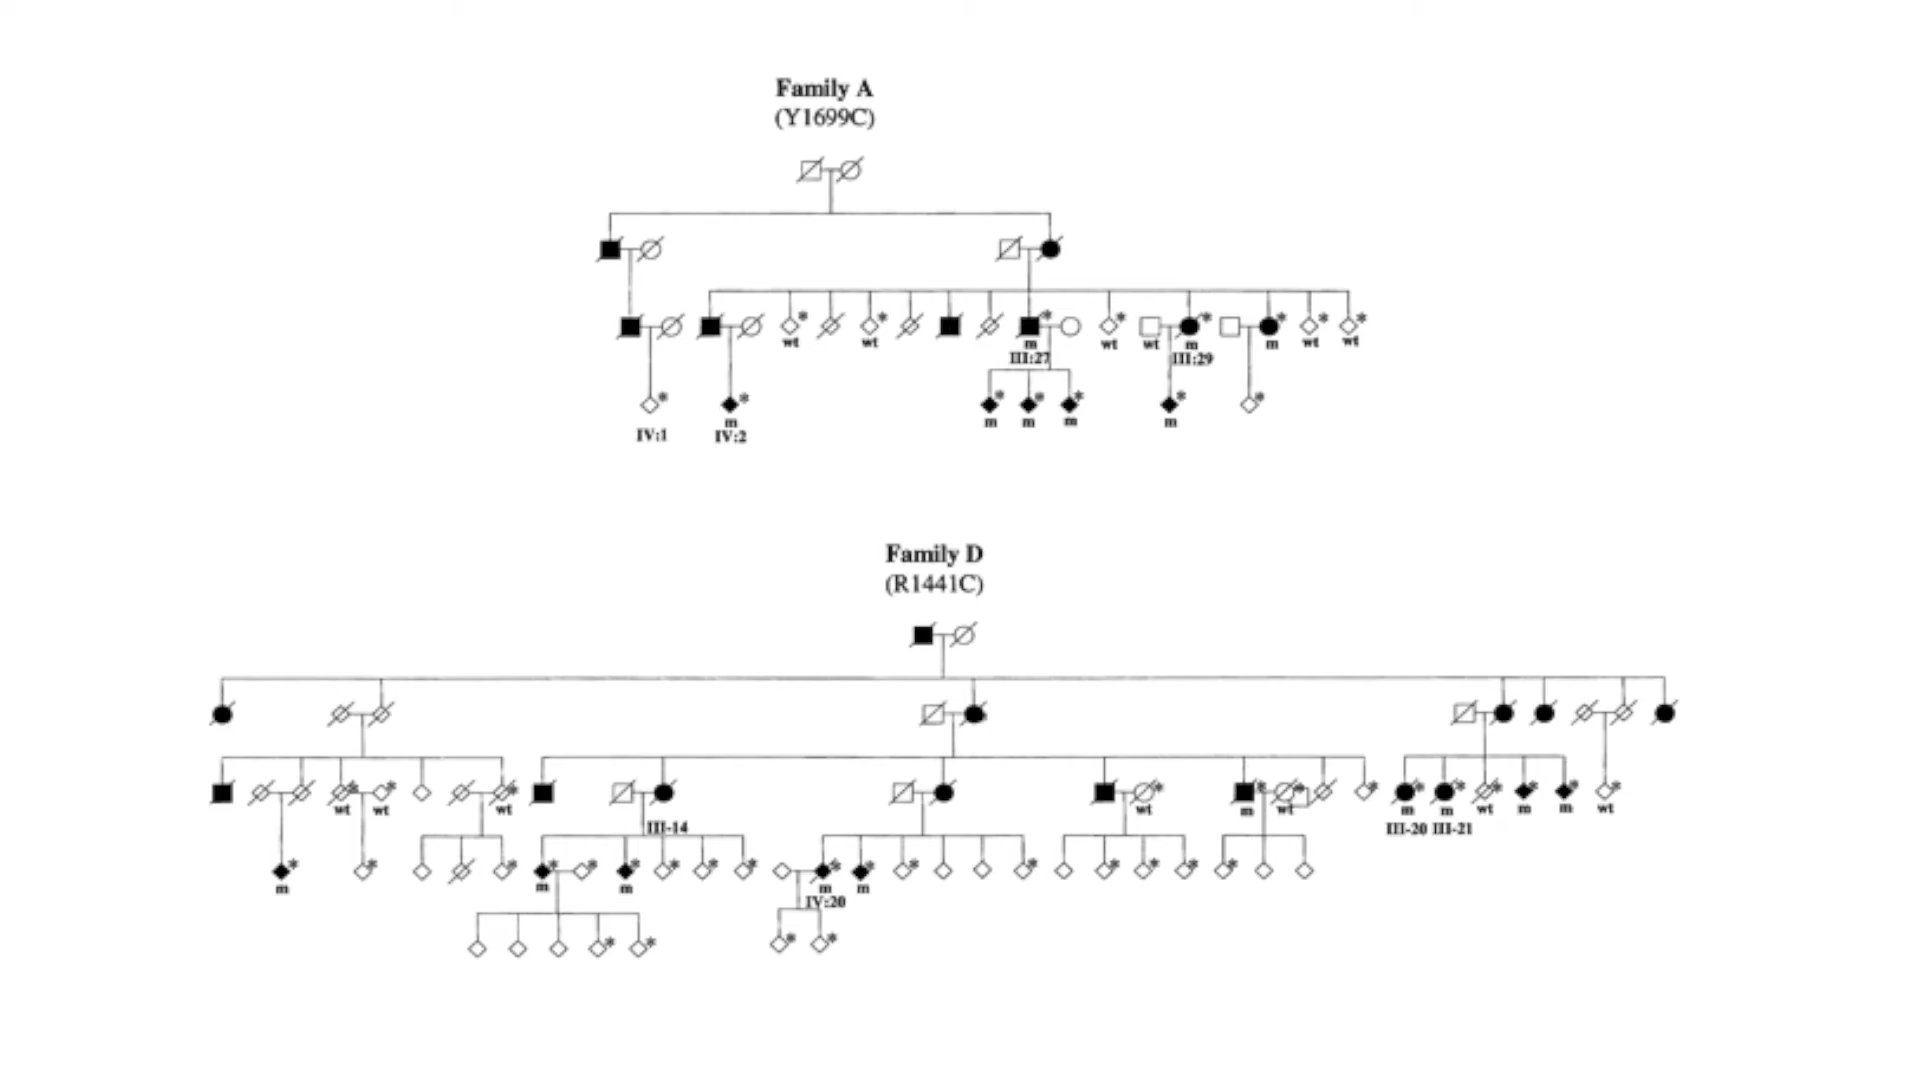 Family A
(Y1699C)
* * * * * * * *
wt wt m wt wt m m wt wt
III:27 III:29
* * * * * * *
m m m m m
IV:1 IV:2
Family D
(R1441C)
* * * * * * * * * * * *
wt wt wt wt m wt m m wt m m wt
III-14 III-20 III-21
* * * * * * * * * * * * * * * * *
m m m m m
IV:20
* * * *